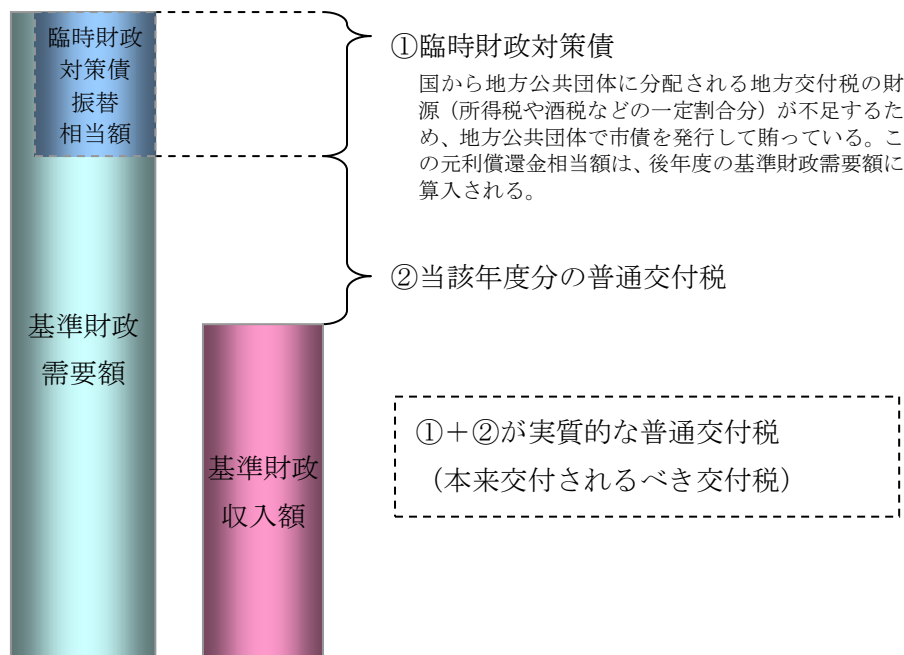 臨時財政
対策債
振替
相当額
基準財政
需要額
基準財政
収入額
①臨時財政対策債
国から地方公共団体に分配される地方交付税の財
源（所得税や酒税などの一定割合分）が不足するた
め、地方公共団体で市債を発行して賄っている。こ
の元利償還金相当額は、後年度の基準財政需要額に
算入される。
②当該年度分の普通交付税
①＋②が実質的な普通交付税
（本来交付されるべき交付税）